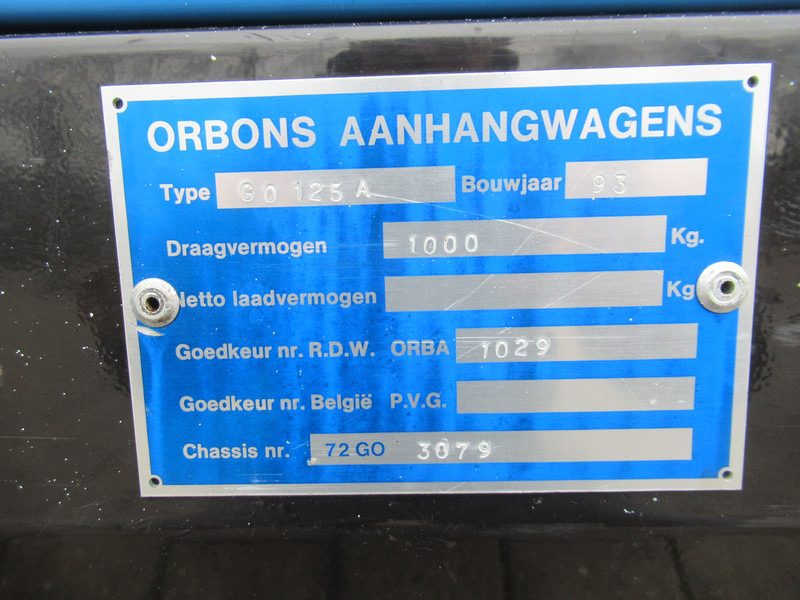 ORBONS AANHANGWAGENS
Type GO 125 A Bouwjaar 93
Draagvermogen 1000 Kg.
Netto laadvermogen Kg
Goedkeur nr. R.D.W. ORBA 1029
Goedkeur nr. België P.V.G.
Chassis nr. 72 GO 3079